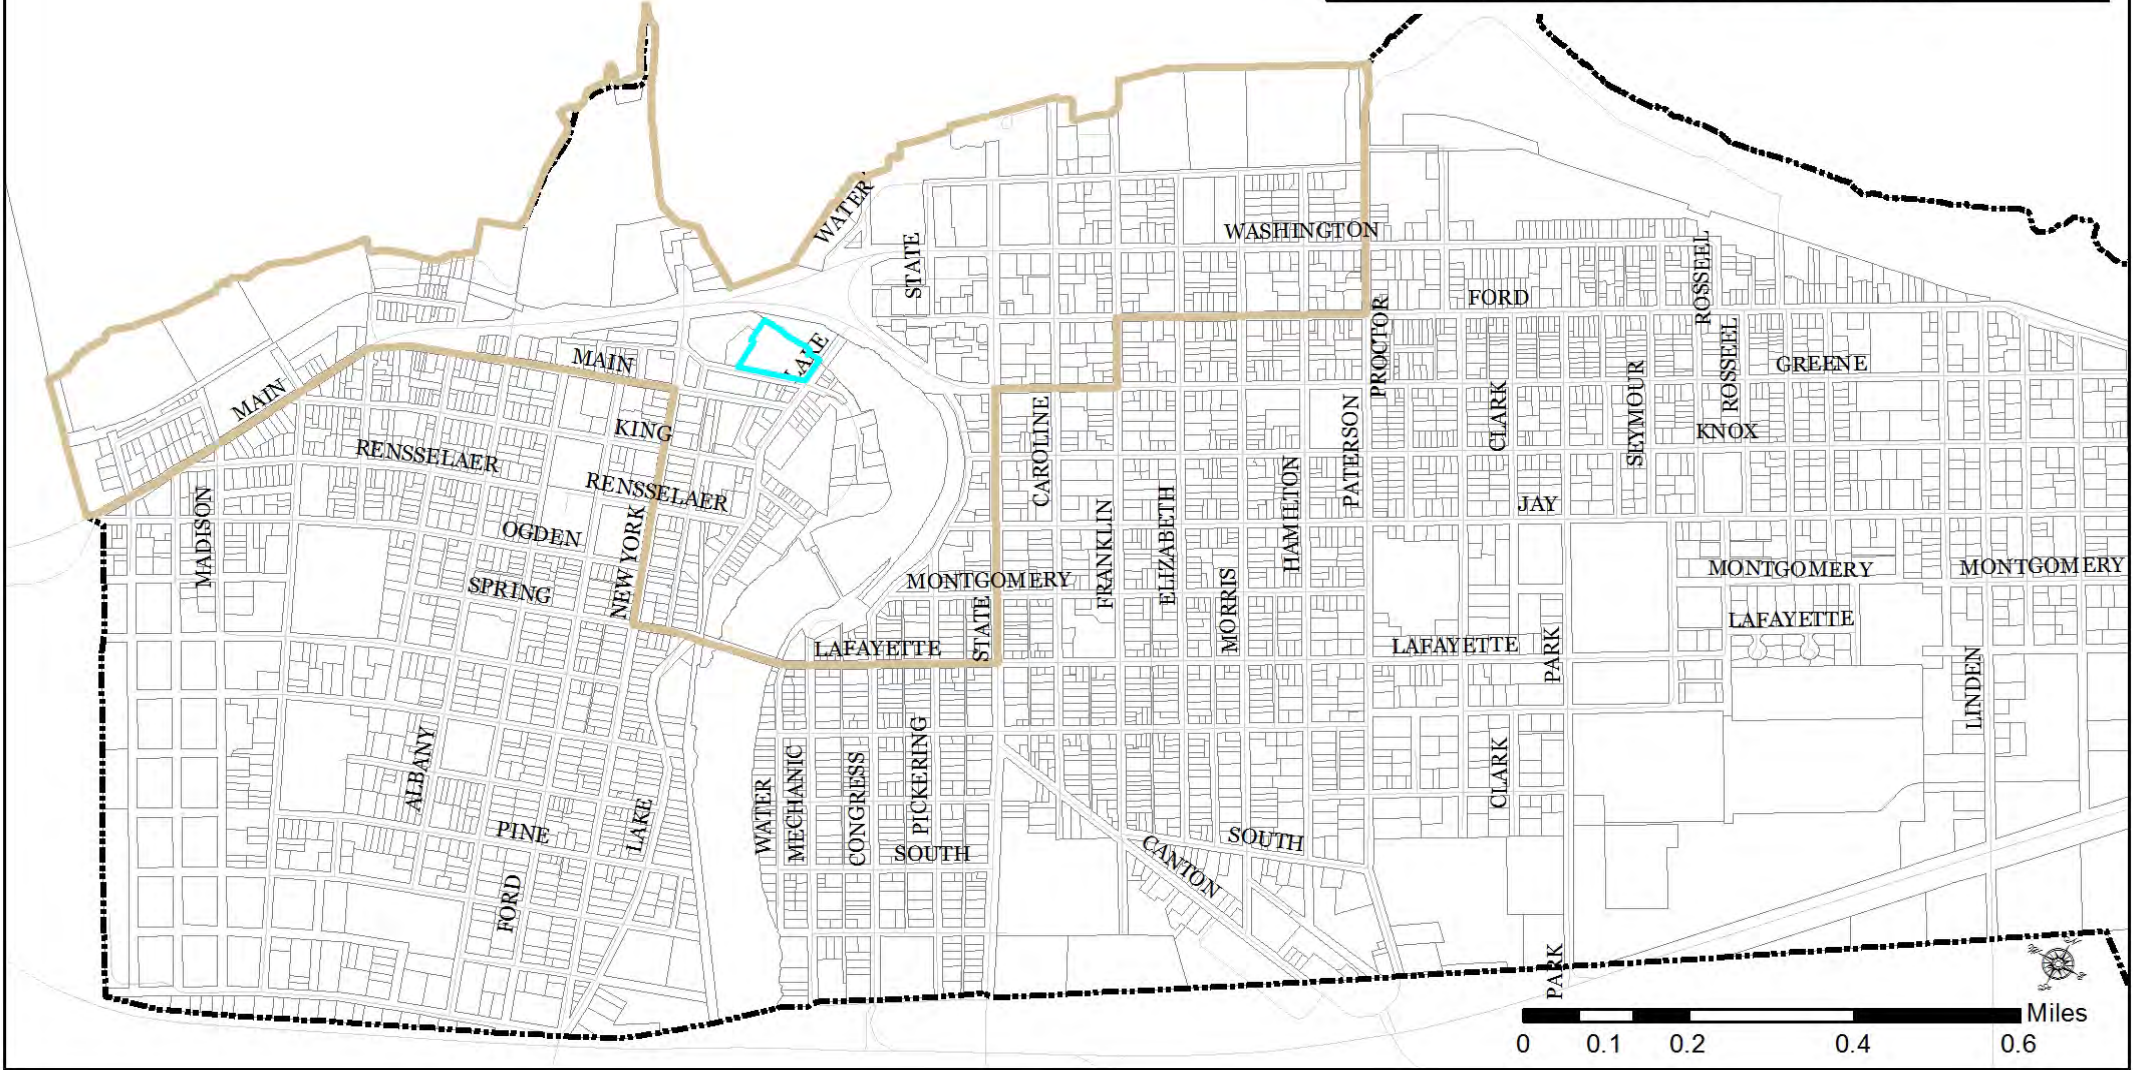 WATER
WASHINGTON
STATE
ROSSEEL
FORD
PROCTOR
LAKE
MAIN
MAIN
GREENE
ROSSEEL
CLARK
SEYMOUR
KING
KNOX
CAROLINE
PATERSON
RENSSELAER
RENSSELAER
HAMILTON
JAY
MADISON
OGDEN
NEW YORK
FRANKLIN
ELIZABETH
MONTGOMERY
MONTGOMERY
MONTGOMERY
SPRING
STATE
MORRIS
LAFAYETTE
LAFAYETTE
LAFAYETTE
PARK
LINDEN
ALBANY
PICKERING
CLARK
WATER
MECHANIC
CONGRESS
PINE
LAKE
SOUTH
SOUTH
CANTON
FORD
PARK
Miles
0 0.1 0.2 0.4 0.6